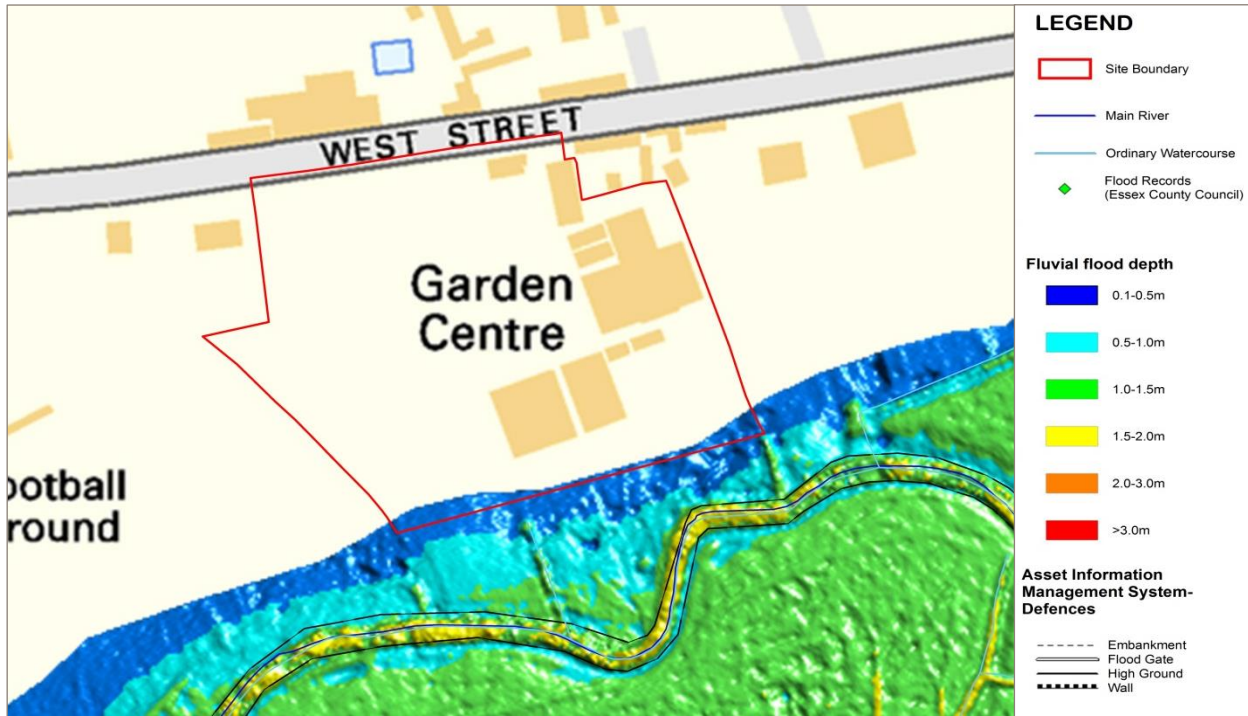 WEST STREET
Garden
Centre
ootball
round
LEGEND
Site Boundary
Main River
Ordinary Watercourse
Flood Records
(Essex County Council)
Fluvial flood depth
0.1-0.5m
0.5-1.0m
1.0-1.5m
1.5-2.0m
2.0-3.0m
>3.0m
Asset Information
Management System-
Defences
Embankment
Flood Gate
High Ground
Wall